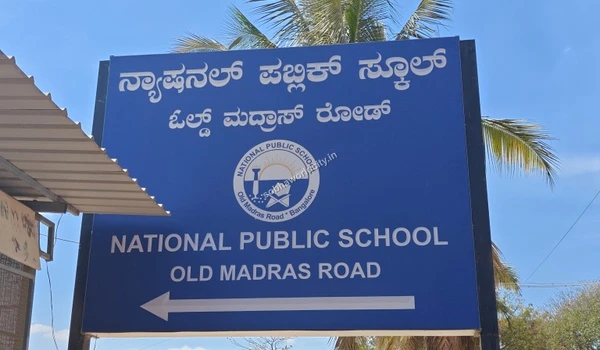 ನ್ಯಾಷನಲ್ ಪಬ್ಲಿಕ್ ಸ್ಕೂಲ್
ಓಲ್ಡ್ ಮದ್ರಾಸ್ ರೋಡ್
NATIONAL PUBLIC SCHOOL
Old Madras Road * Bangalore
NATIONAL PUBLIC SCHOOL
OLD MADRAS ROAD